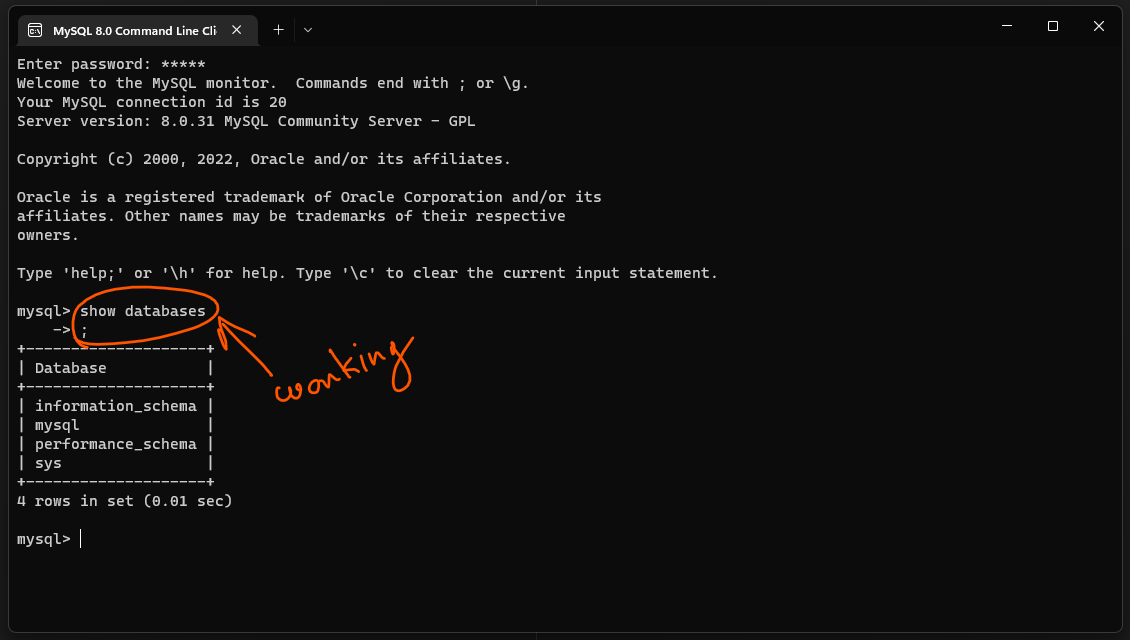 MySQL 8.0 Command Line Cli
Enter password: *****
Welcome to the MySQL monitor.  Commands end with ; or \g.
Your MySQL connection id is 20
Server version: 8.0.31 MySQL Community Server - GPL
Copyright (c) 2000, 2022, Oracle and/or its affiliates.
Oracle is a registered trademark of Oracle Corporation and/or its
affiliates. Other names may be trademarks of their respective
owners.
Type 'help;' or '\h' for help. Type '\c' to clear the current input statement.
mysql> show databases
    -> ;
+--------------------+
| Database           |
+--------------------+
| information_schema |
| mysql              |
| performance_schema |
| sys                |
+--------------------+
4 rows in set (0.01 sec)
mysql>
working